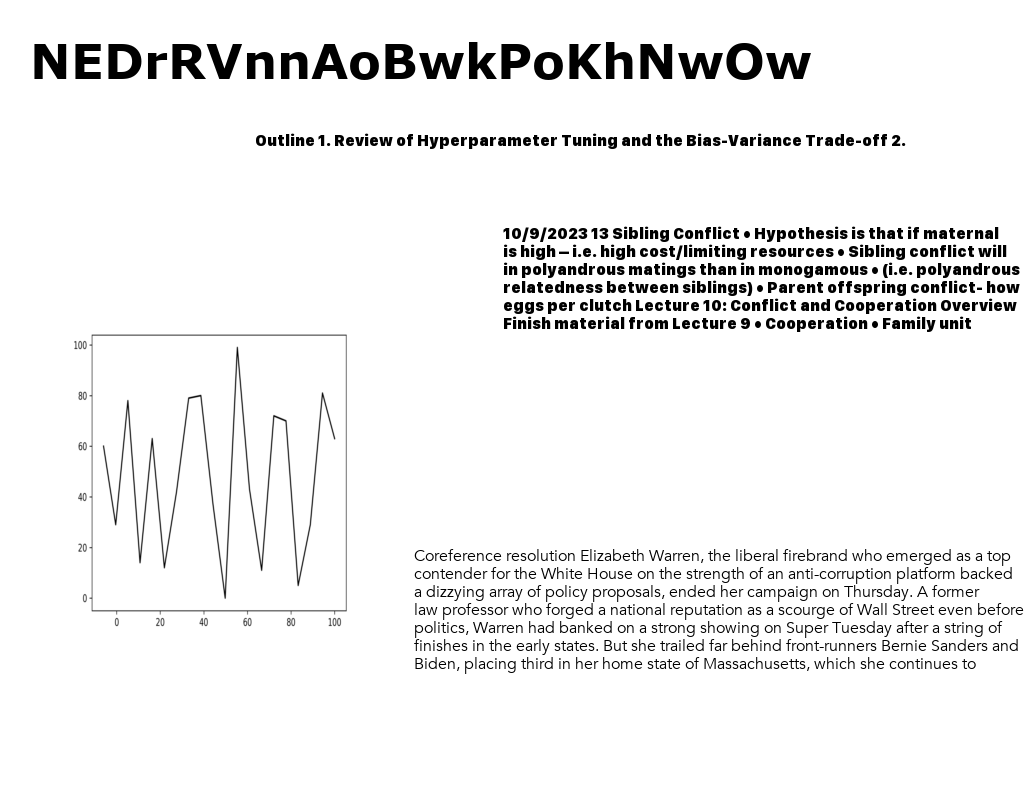 NEDrRVnnAoBwkPoKhNwOw
Outline 1. Review of Hyperparameter Tuning and the Bias-Variance Trade-off 2.
10/9/2023 13 Sibling Conflict • Hypothesis is that if maternal
is high – i.e. high cost/limiting resources • Sibling conflict will
in polyandrous matings than in monogamous • (i.e. polyandrous
relatedness between siblings) • Parent offspring conflict- how
eggs per clutch Lecture 10: Conflict and Cooperation Overview
Finish material from Lecture 9 • Cooperation • Family unit
100
80
60
40
20
0
0 20 40 60 80 100
Coreference resolution Elizabeth Warren, the liberal firebrand who emerged as a top
contender for the White House on the strength of an anti-corruption platform backed
a dizzying array of policy proposals, ended her campaign on Thursday. A former
law professor who forged a national reputation as a scourge of Wall Street even before
politics, Warren had banked on a strong showing on Super Tuesday after a string of
finishes in the early states. But she trailed far behind front-runners Bernie Sanders and
Biden, placing third in her home state of Massachusetts, which she continues to